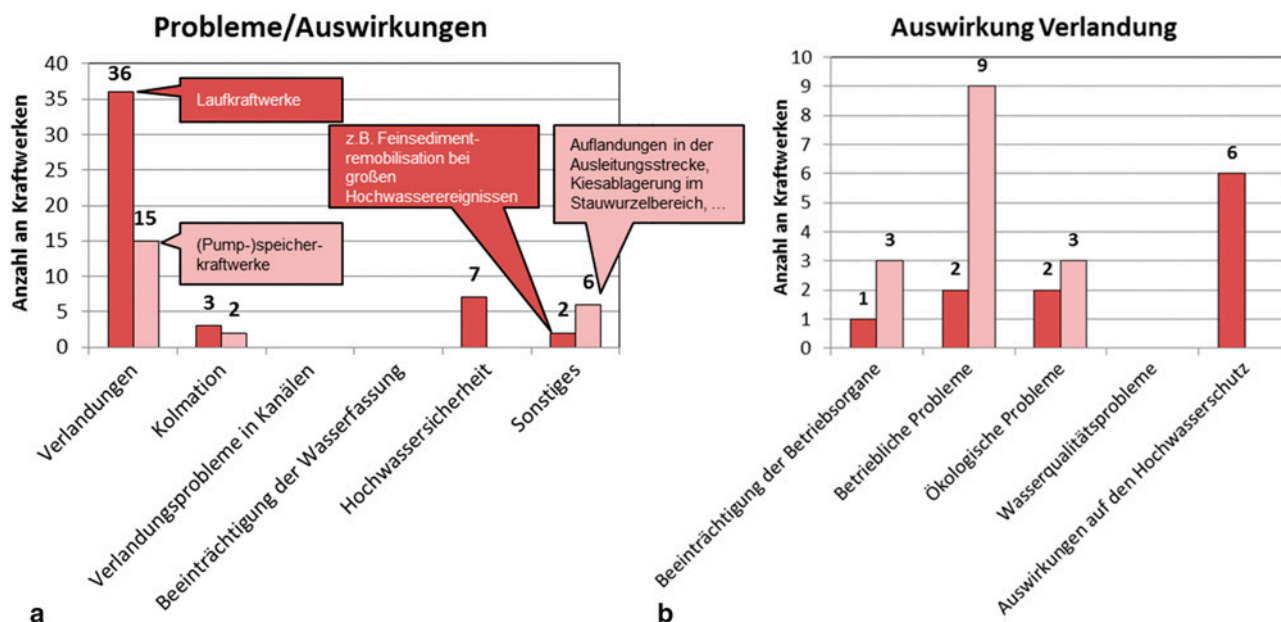 a
Probleme/Auswirkungen
Anzahl an Kraftwerken
40
35
30
25
20
15
10
5
0
36
15
3
2
7
2
6
Laufkraftwerke
(Pump-)speicher-
kraftwerke
z.B. Feinsediment-
remobilisation bei
großen
Hochwasserereignissen
Auflandungen in der
Ausleitungsstrecke,
Kiesablagerung im
Stauwurzelbereich, ...
Verlandungen
Kolmation
Verlandungsprobleme in Kanälen
Beeinträchtigung der Wasserfassung
Hochwassersicherheit
Sonstiges
a
Auswirkung Verlandung
Anzahl an Kraftwerken
10
9
8
7
6
5
4
3
2
1
1
3
2
9
2
3
6
Beeinträchtigung der Betriebsorgane
Betriebliche Probleme
Ökologische Probleme
Wasserqualitätsprobleme
Auswirkungen auf den Hochwasserschutz
b